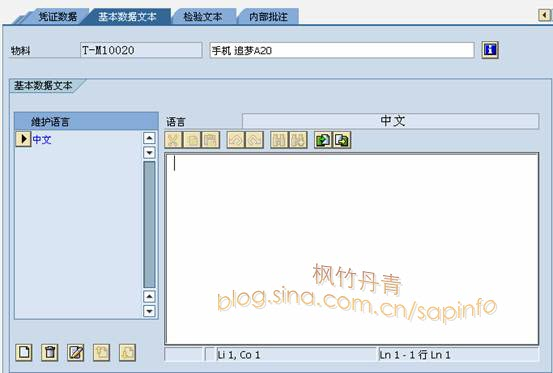 凭证数据 基本数据文本 检验文本 内部批注
物料 T-M10020 手机 追梦A20
基本数据文本
维护语言
中文
语言 中文
枫竹丹青
blog.sina.com.cn/sapinfo
Li 1, Co 1 Ln 1 - 1 行 Ln 1